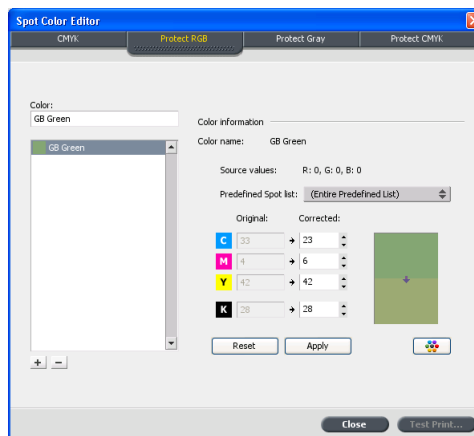 Spot Color Editor
CMYK Protect RGB Protect Gray Protect CMYK
Color:
GB Green
GB Green
Color information
Color name: GB Green
Source values: R: 0, G: 0, B: 0
Predefined Spot list: (Entire Predefined List)
Original: Corrected:
C 33 → 23
M 4 → 6
Y 42 → 42
K 28 → 28
+ −
Reset Apply
Close Test Print...